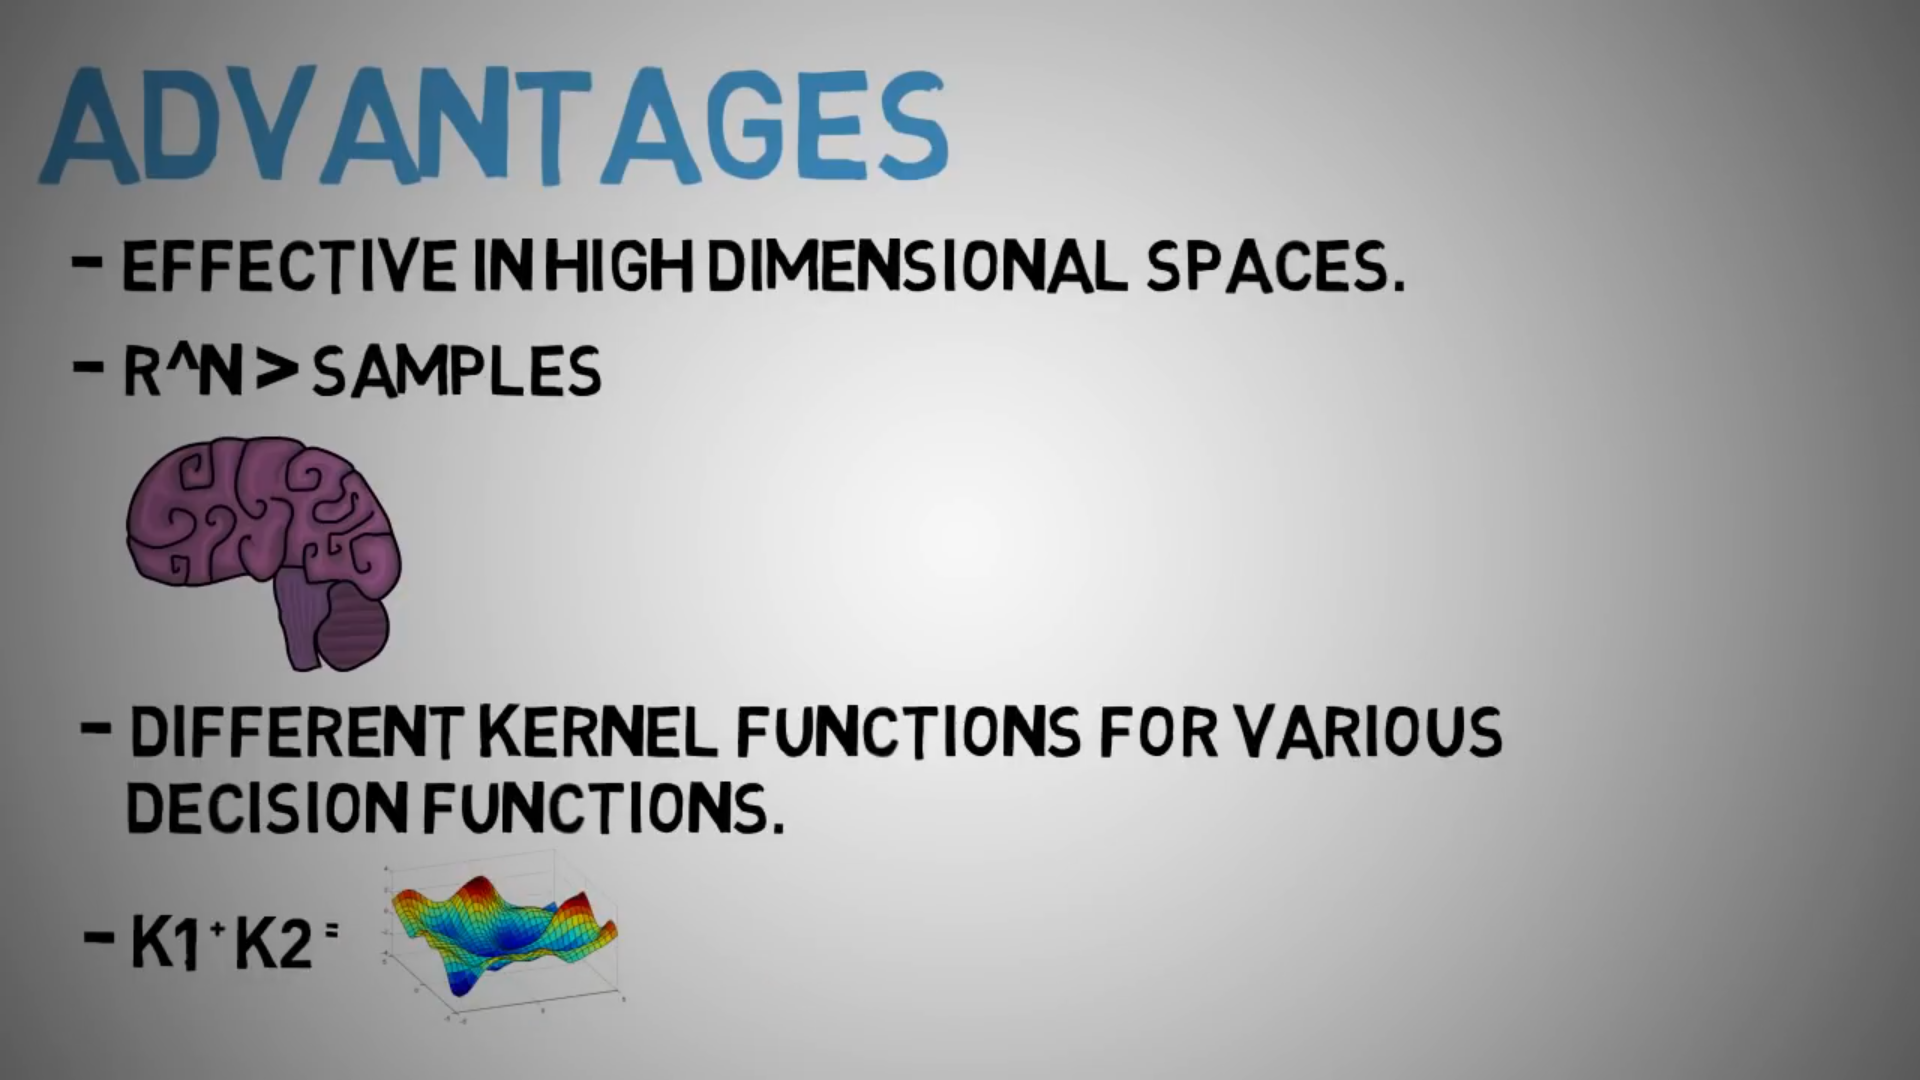 ADVANTAGES
- EFFECTIVE IN HIGH DIMENSIONAL SPACES.
- R^N > SAMPLES
- DIFFERENT KERNEL FUNCTIONS FOR VARIOUS
DECISION FUNCTIONS.
- K1 + K2 =